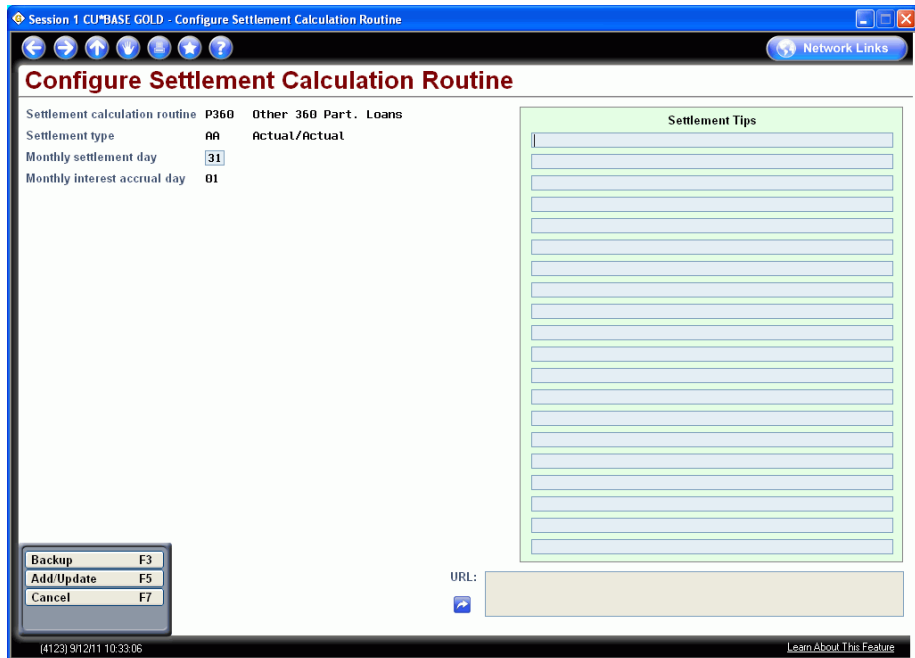 Session 1 CU*BASE GOLD - Configure Settlement Calculation Routine
Network Links
Configure Settlement Calculation Routine
Settlement calculation routine P360 Other 360 Part. Loans
Settlement type AA Actual/Actual
Monthly settlement day 31
Monthly interest accrual day 01
Settlement Tips
Backup F3
Add/Update F5
Cancel F7
URL:
(4123) 9/12/11 10:33:06
Learn About This Feature